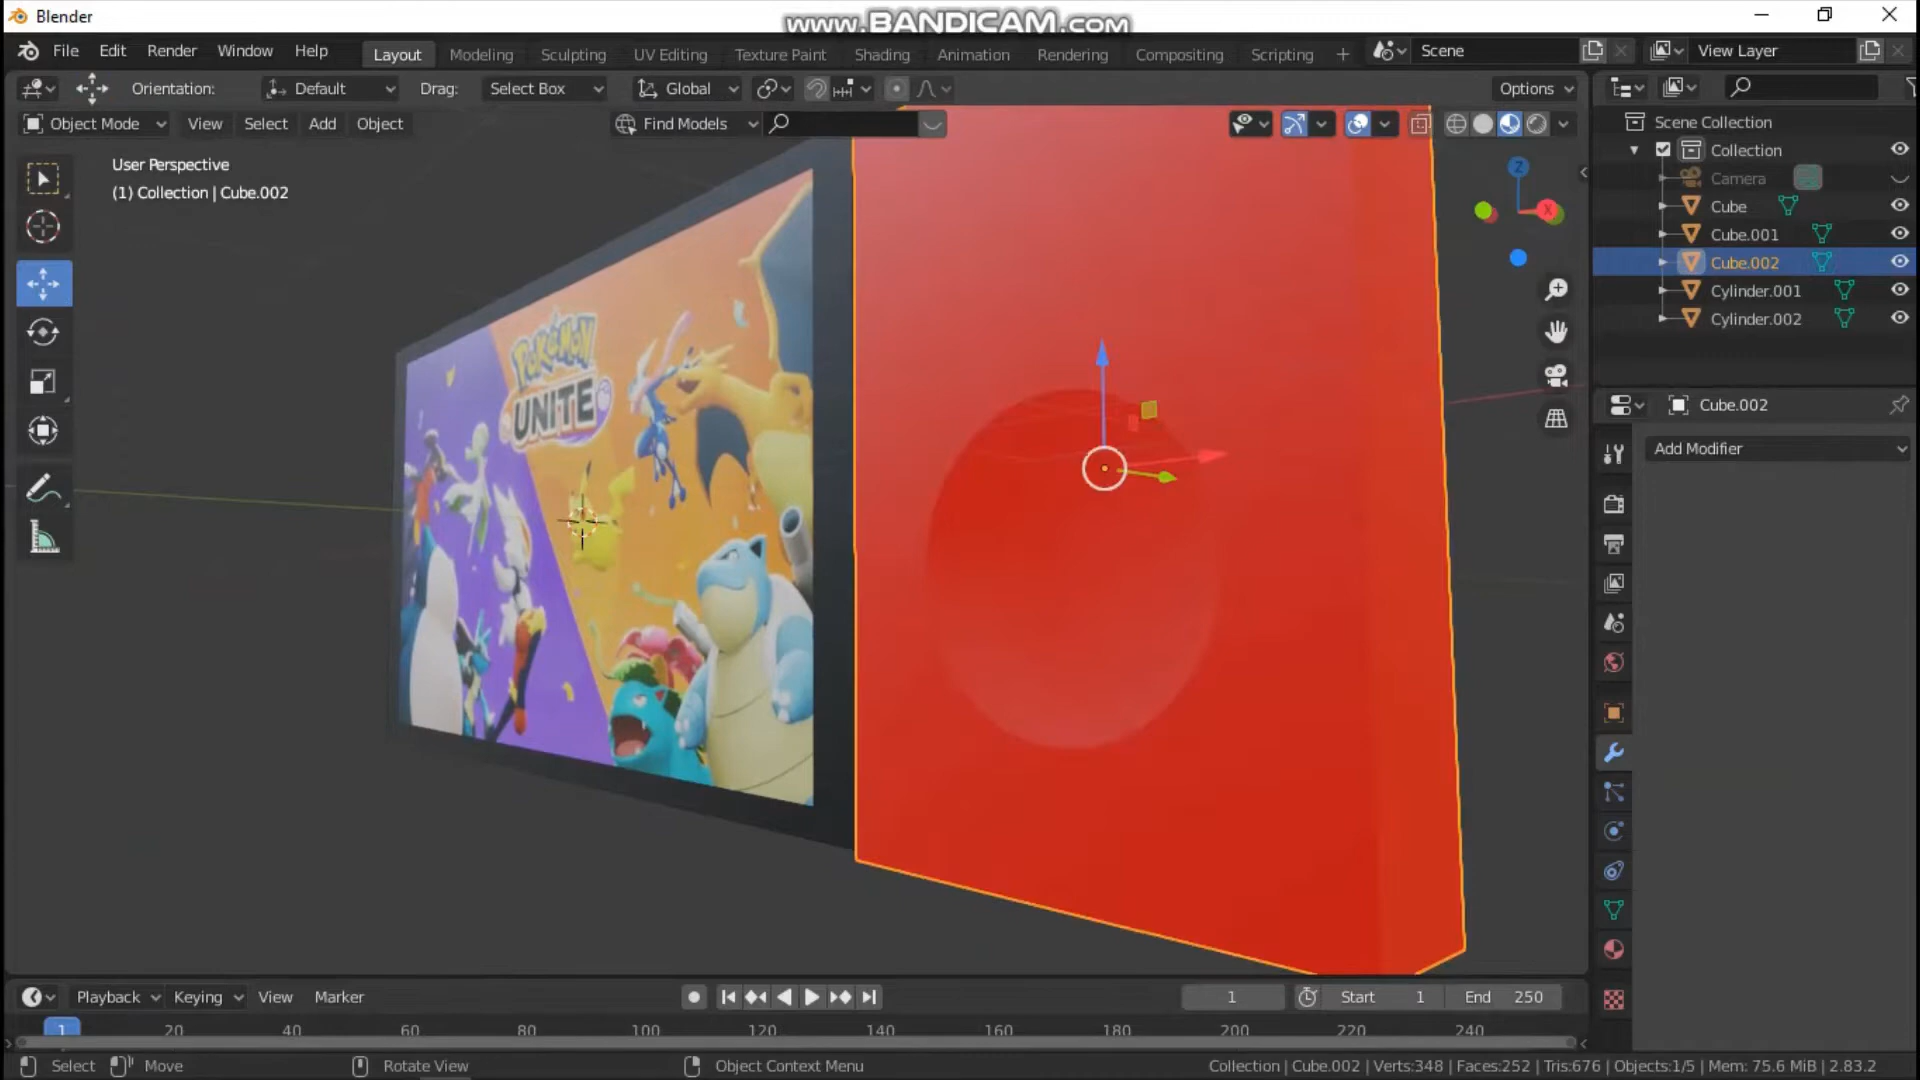 Blender
www.BANDICAM.com
File Edit Render Window Help Layout Modeling Sculpting UV Editing Texture Paint Shading Animation Rendering Compositing Scripting + Scene View Layer
Orientation: Default Drag: Select Box Global Options
Object Mode View Select Add Object Find Models
User Perspective
(1) Collection | Cube.002
Z
X
POKÉMON
UNITE
Scene Collection
Collection
Camera
Cube
Cube.001
Cube.002
Cylinder.001
Cylinder.002
Cube.002
Add Modifier
Playback Keying View Marker 1 Start 1 End 250
1 20 40 60 80 100 120 140 160 180 200 220 240
Select Move Rotate View Object Context Menu Collection | Cube.002 | Verts:348 | Faces:252 | Tris:676 | Objects:1/5 | Mem: 75.6 MiB | 2.83.2